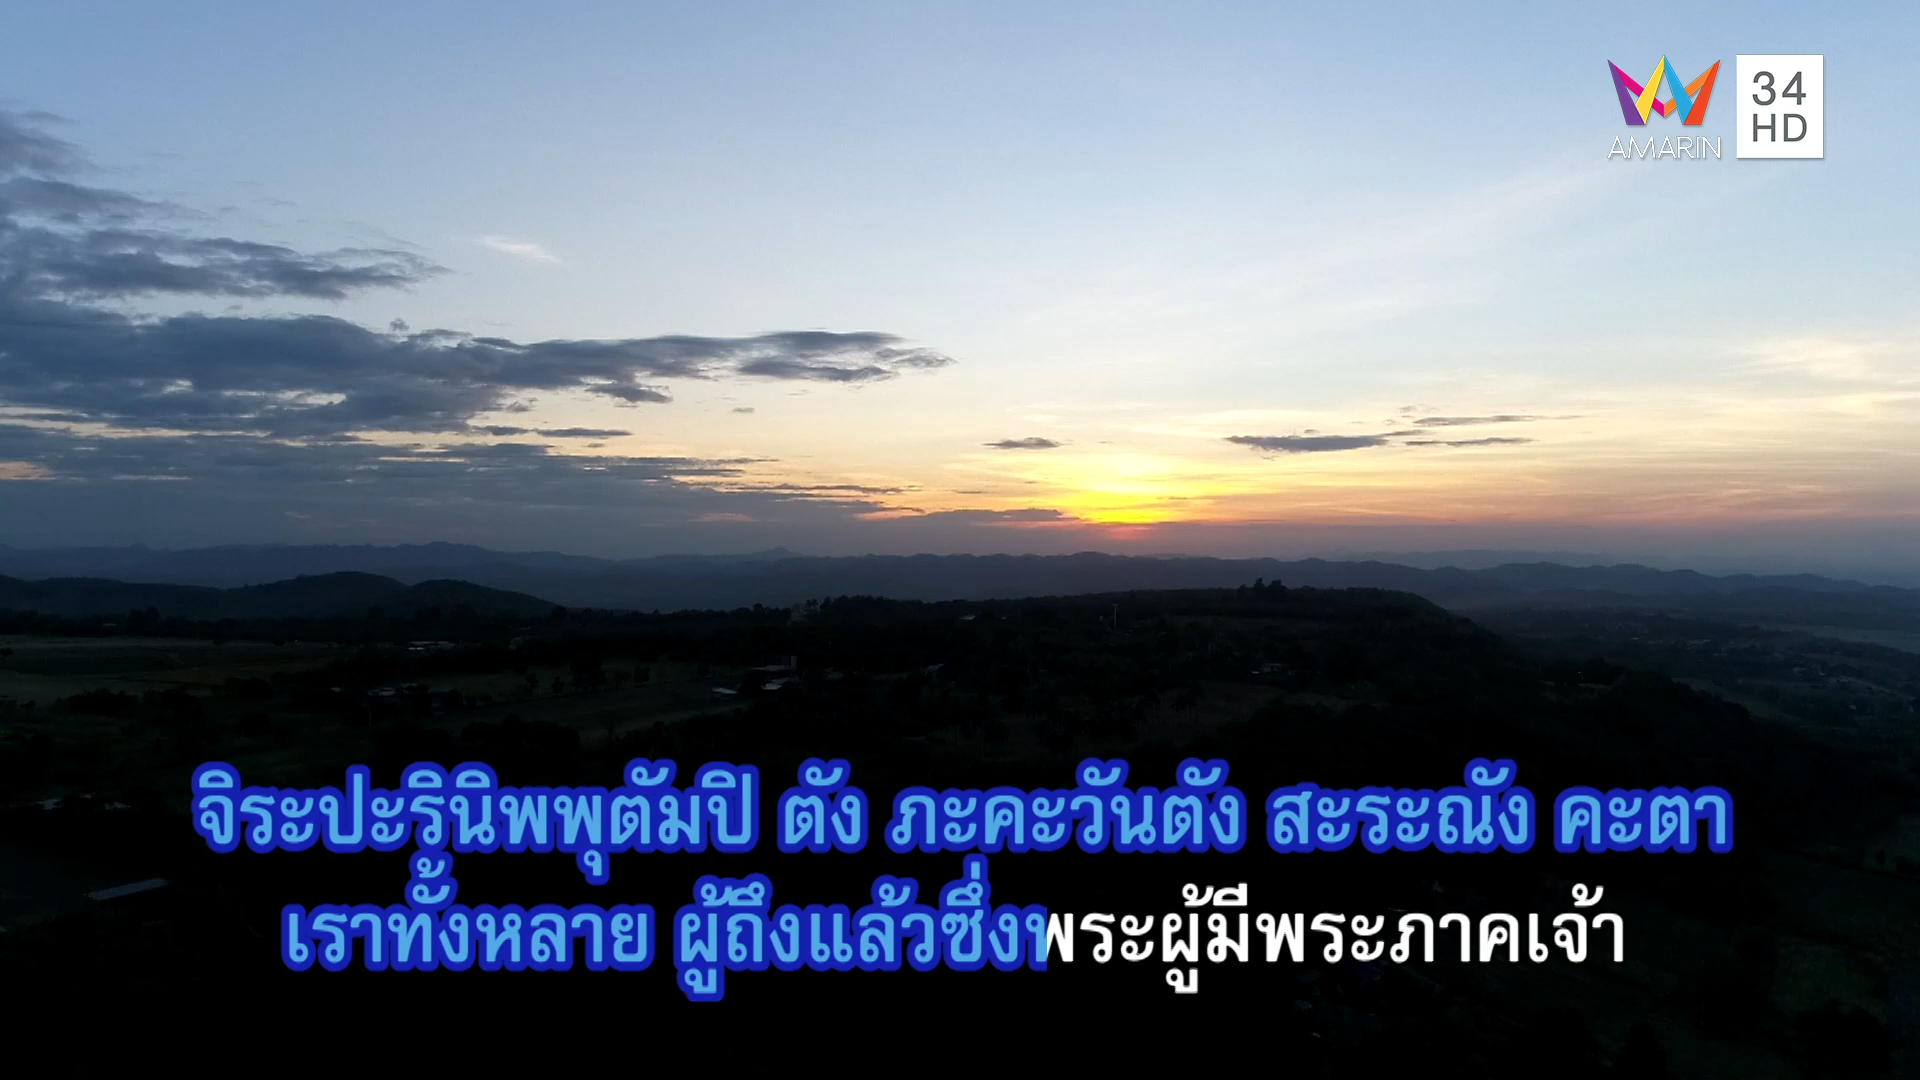 AMARIN
34
HD
จิระปะรินิพพุตัมปิ ตัง ภะคะวันตัง สะระณัง คะตา
เราทั้งหลาย ผู้ถึงแล้วซึ่งพระผู้มีพระภาคเจ้า